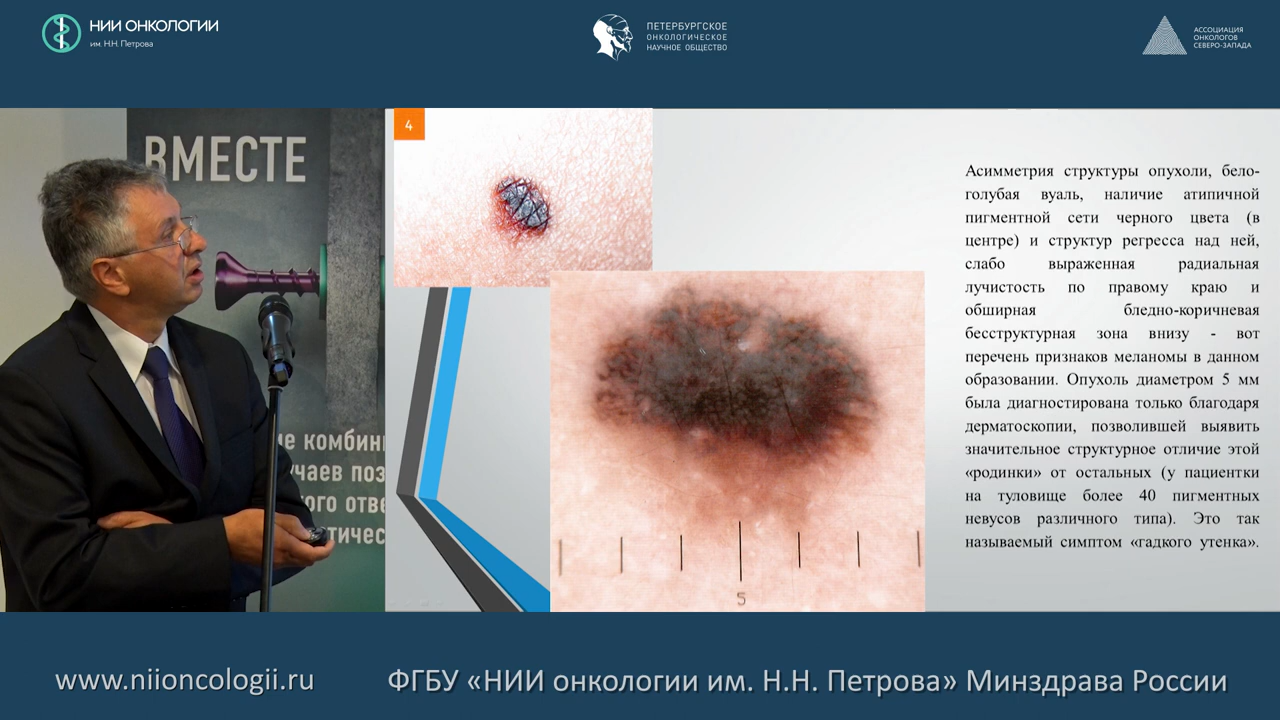 НИИ ОНКОЛОГИИ
им. Н.Н. Петрова
ПЕТЕРБУРГСКОЕ
ОНКОЛОГИЧЕСКОЕ
НАУЧНОЕ ОБЩЕСТВО
АССОЦИАЦИЯ
ОНКОЛОГОВ
СЕВЕРО-ЗАПАДА
ВМЕСТЕ
4
Асимметрия структуры опухоли, бело-
голубая вуаль, наличие атипичной
пигментной сети черного цвета (в
центре) и структур регресса над ней,
слабо выраженная радиальная
лучистость по правому краю и
обширная бледно-коричневая
бесструктурная зона внизу - вот
перечень признаков меланомы в данном
образовании. Опухоль диаметром 5 мм
была диагностирована только благодаря
дерматоскопии, позволившей выявить
значительное структурное отличие этой
«родинки» от остальных (у пациентки
на туловище более 40 пигментных
невусов различного типа). Это так
называемый симптом «гадкого утенка».
5
www.niioncologii.ru
ФГБУ «НИИ онкологии им. Н.Н. Петрова» Минздрава России